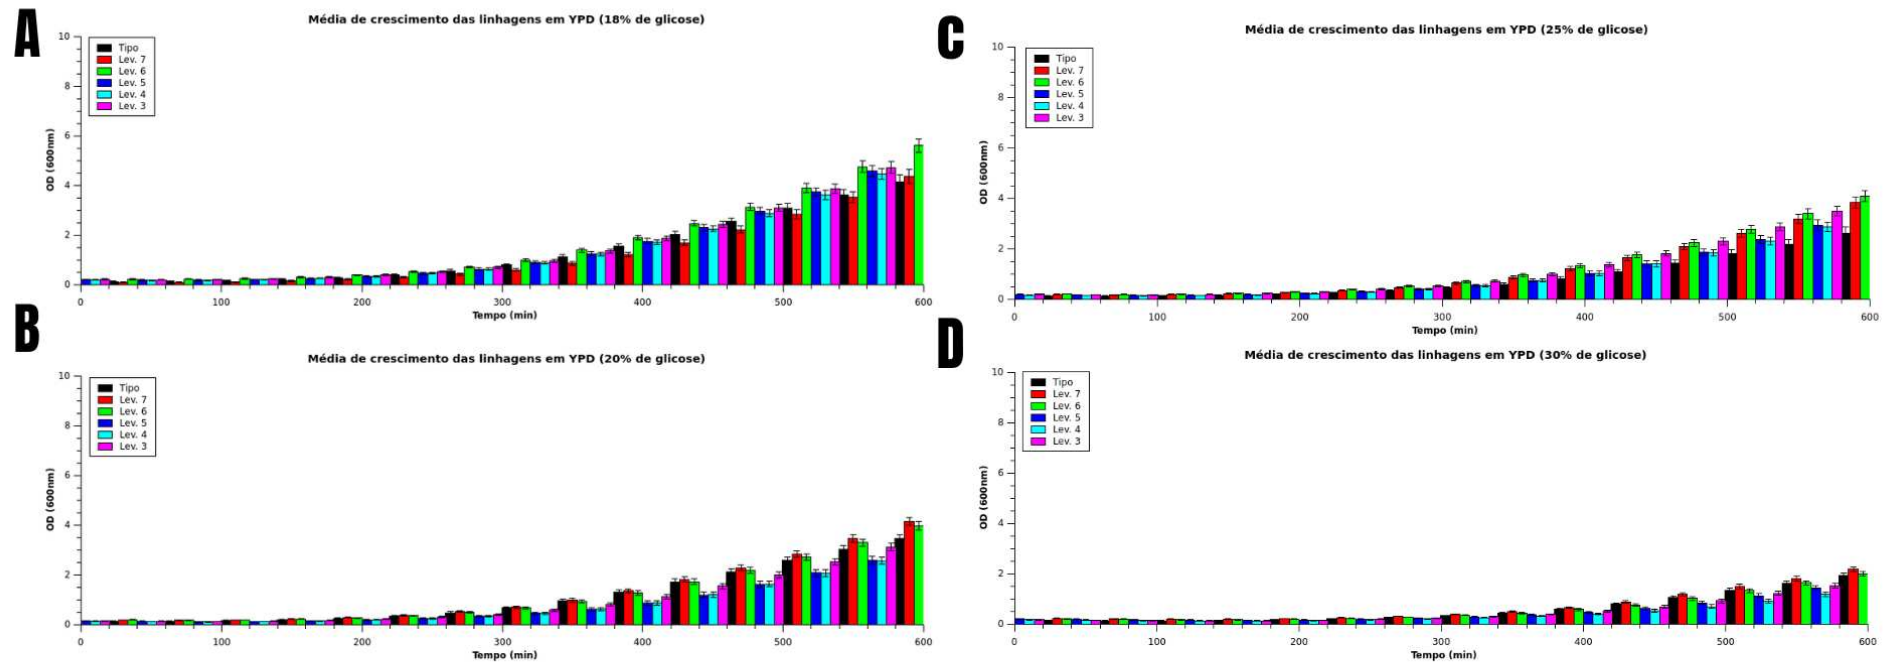 A
Média de crescimento das linhagens em YPD (18% de glicose)
10
8
6
4
2
0
OD (600nm)
Tipo
Lev. 7
Lev. 6
Lev. 5
Lev. 4
Lev. 3
0 100 200 300 400 500 600
Tempo (min)
B
Média de crescimento das linhagens em YPD (20% de glicose)
10
8
6
4
2
0
OD (600nm)
Tipo
Lev. 7
Lev. 6
Lev. 5
Lev. 4
Lev. 3
0 100 200 300 400 500 600
Tempo (min)
C
Média de crescimento das linhagens em YPD (25% de glicose)
10
8
6
4
2
0
OD (600nm)
Tipo
Lev. 7
Lev. 6
Lev. 5
Lev. 4
Lev. 3
0 100 200 300 400 500 600
Tempo (min)
D
Média de crescimento das linhagens em YPD (30% de glicose)
10
8
6
4
2
0
OD (600nm)
Tipo
Lev. 7
Lev. 6
Lev. 5
Lev. 4
Lev. 3
0 100 200 300 400 500 600
Tempo (min)